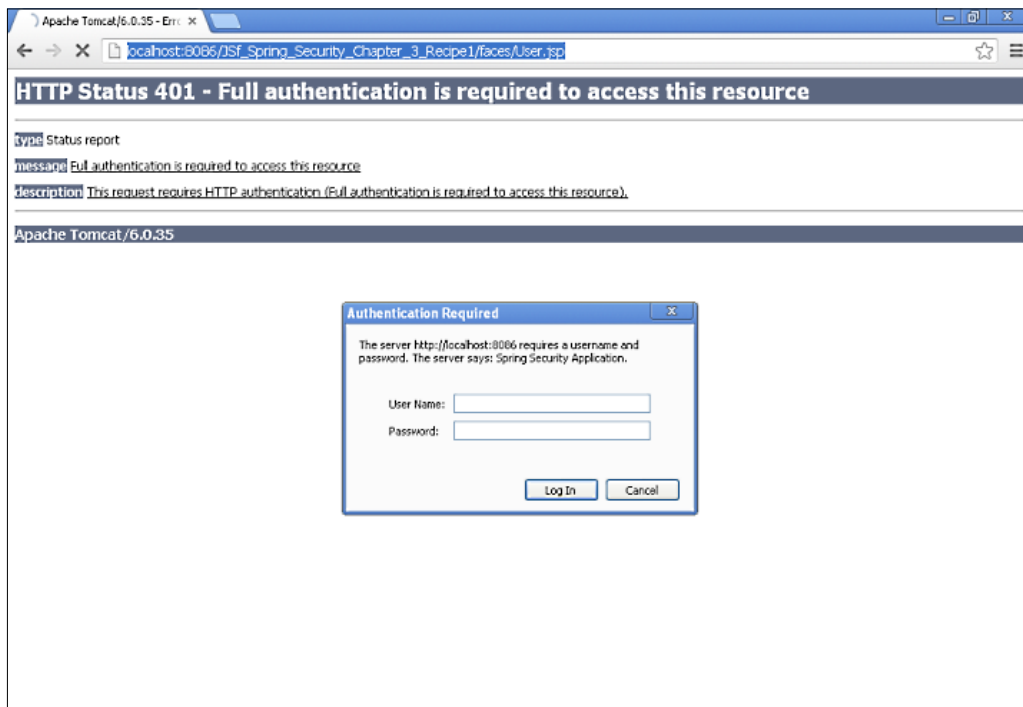 Apache Tomcat/6.0.35 - Erro
localhost:8086/JSf_Spring_Security_Chapter_3_Recipe1/faces/User.jsp
HTTP Status 401 - Full authentication is required to access this resource
type Status report
message Full authentication is required to access this resource
description This request requires HTTP authentication (Full authentication is required to access this resource).
Apache Tomcat/6.0.35
Authentication Required
The server http://localhost:8086 requires a username and
password. The server says: Spring Security Application.
User Name:
Password:
Log In Cancel